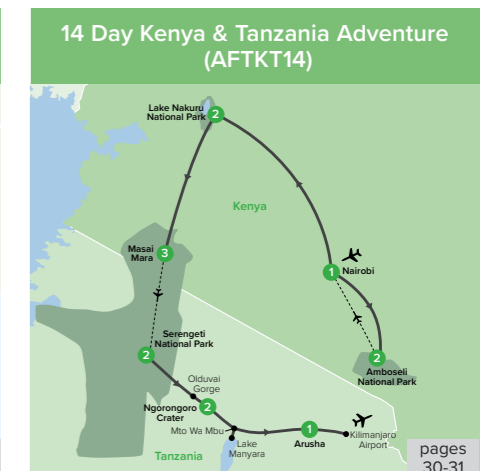 14 Day Kenya & Tanzania Adventure
(AFTKT14)
Lake Nakuru
National Park
2
Kenya
Masai
Mara
3
1
Nairobi
Serengeti
National Park
2
2
Amboseli
National Park
Olduvai
Gorge
Ngorongoro
Crater
2
Mto Wa Mbu
Lake
Manyara
1
Arusha
Kilimanjaro
Airport
Tanzania
pages
30-31